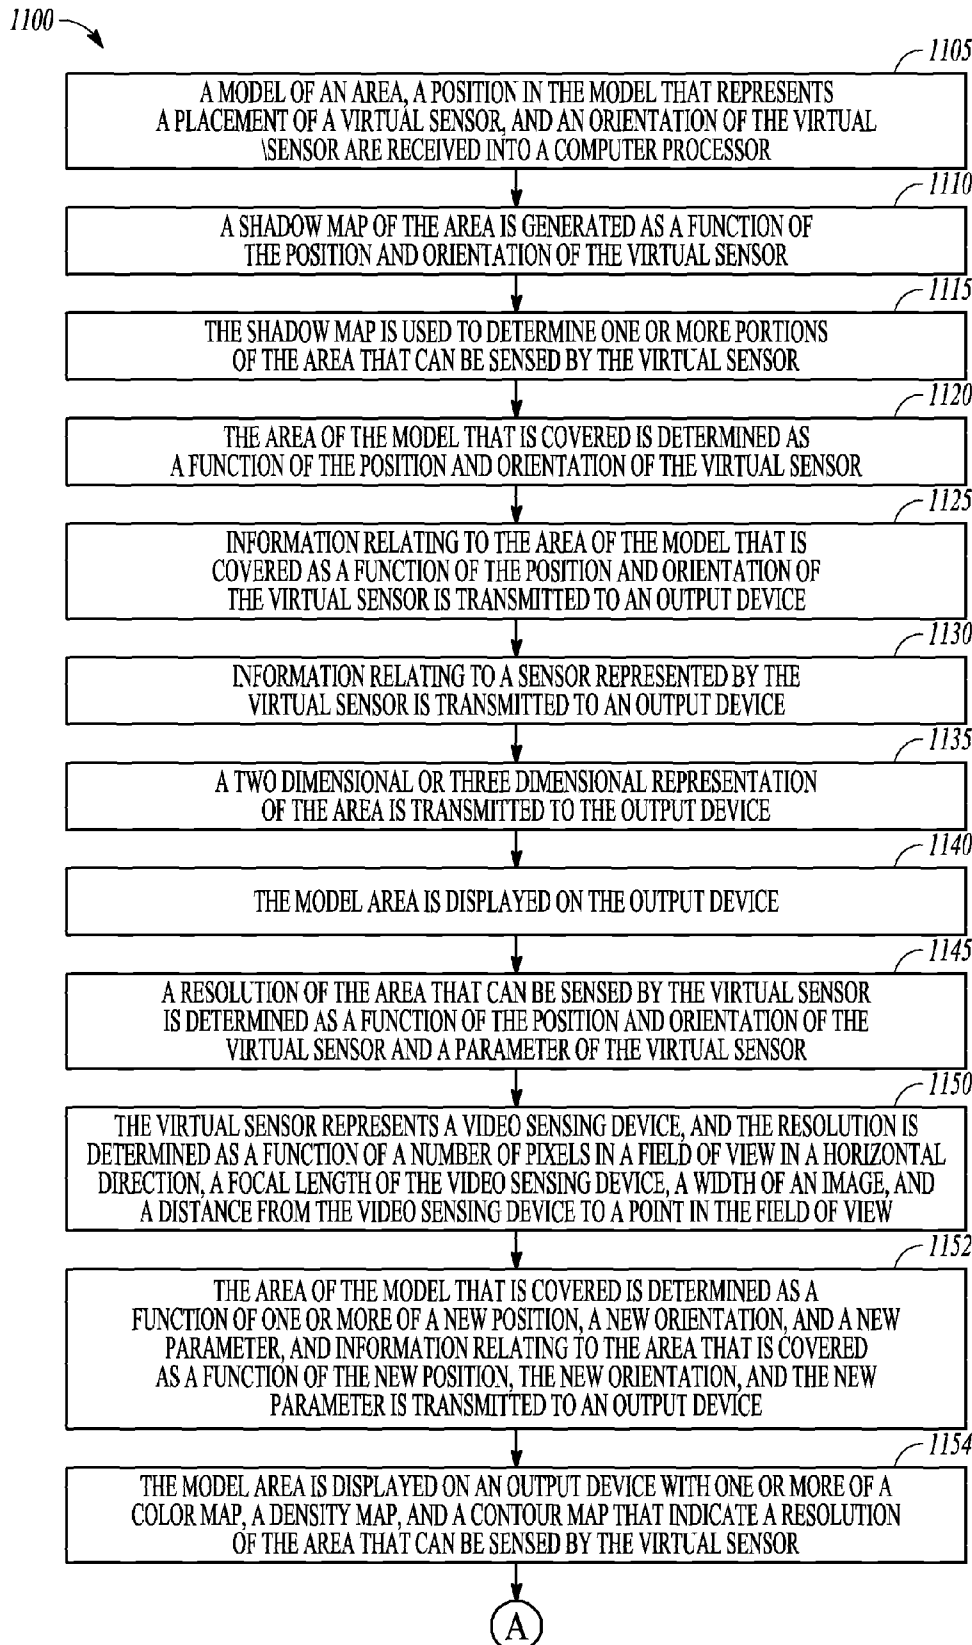 1100
1105
A MODEL OF AN AREA, A POSITION IN THE MODEL THAT REPRESENTS
A PLACEMENT OF A VIRTUAL SENSOR, AND AN ORIENTATION OF THE VIRTUAL
\SENSOR ARE RECEIVED INTO A COMPUTER PROCESSOR
1110
A SHADOW MAP OF THE AREA IS GENERATED AS A FUNCTION OF
THE POSITION AND ORIENTATION OF THE VIRTUAL SENSOR
1115
THE SHADOW MAP IS USED TO DETERMINE ONE OR MORE PORTIONS
OF THE AREA THAT CAN BE SENSED BY THE VIRTUAL SENSOR
1120
THE AREA OF THE MODEL THAT IS COVERED IS DETERMINED AS
A FUNCTION OF THE POSITION AND ORIENTATION OF THE VIRTUAL SENSOR
1125
INFORMATION RELATING TO THE AREA OF THE MODEL THAT IS
COVERED AS A FUNCTION OF THE POSITION AND ORIENTATION OF
THE VIRTUAL SENSOR IS TRANSMITTED TO AN OUTPUT DEVICE
1130
INFORMATION RELATING TO A SENSOR REPRESENTED BY THE
VIRTUAL SENSOR IS TRANSMITTED TO AN OUTPUT DEVICE
1135
A TWO DIMENSIONAL OR THREE DIMENSIONAL REPRESENTATION
OF THE AREA IS TRANSMITTED TO THE OUTPUT DEVICE
1140
THE MODEL AREA IS DISPLAYED ON THE OUTPUT DEVICE
1145
A RESOLUTION OF THE AREA THAT CAN BE SENSED BY THE VIRTUAL SENSOR
IS DETERMINED AS A FUNCTION OF THE POSITION AND ORIENTATION OF THE
VIRTUAL SENSOR AND A PARAMETER OF THE VIRTUAL SENSOR
1150
THE VIRTUAL SENSOR REPRESENTS A VIDEO SENSING DEVICE, AND THE RESOLUTION IS
DETERMINED AS A FUNCTION OF A NUMBER OF PIXELS IN A FIELD OF VIEW IN A HORIZONTAL
DIRECTION, A FOCAL LENGTH OF THE VIDEO SENSING DEVICE, A WIDTH OF AN IMAGE, AND
A DISTANCE FROM THE VIDEO SENSING DEVICE TO A POINT IN THE FIELD OF VIEW
1152
THE AREA OF THE MODEL THAT IS COVERED IS DETERMINED AS A
FUNCTION OF ONE OR MORE OF A NEW POSITION, A NEW ORIENTATION, AND A NEW
PARAMETER, AND INFORMATION RELATING TO THE AREA THAT IS COVERED
AS A FUNCTION OF THE NEW POSITION, THE NEW ORIENTATION, AND THE NEW
PARAMETER IS TRANSMITTED TO AN OUTPUT DEVICE
1154
THE MODEL AREA IS DISPLAYED ON AN OUTPUT DEVICE WITH ONE OR MORE OF A
COLOR MAP, A DENSITY MAP, AND A CONTOUR MAP THAT INDICATE A RESOLUTION
OF THE AREA THAT CAN BE SENSED BY THE VIRTUAL SENSOR
A